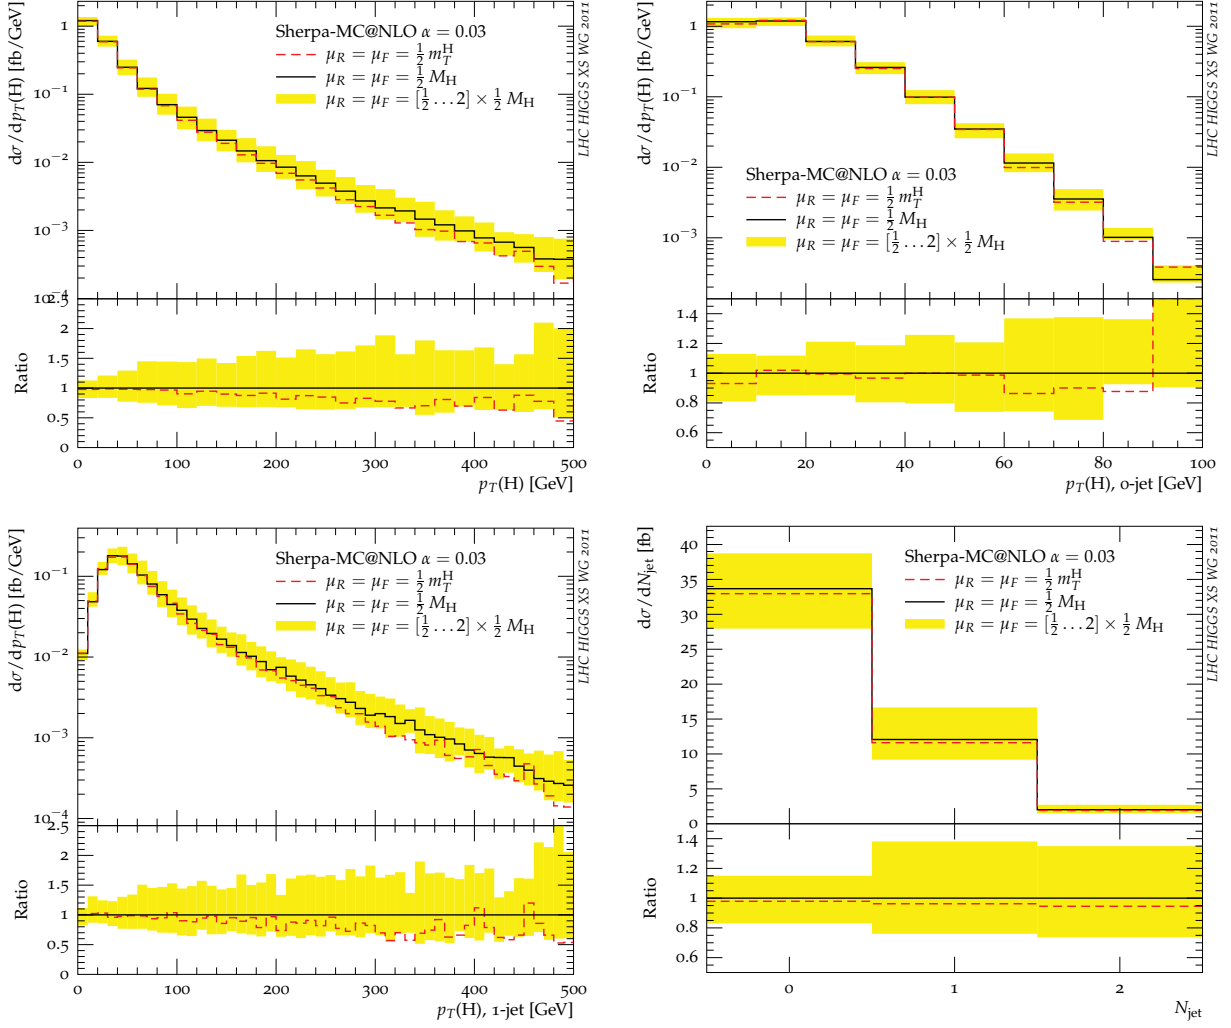 dσ/dp_T(H) [fb/GeV]
Sherpa-MC@NLO α = 0.03
μ_R = μ_F = ½ m_T^H
μ_R = μ_F = ½ M_H
μ_R = μ_F = [½ … 2] × ½ M_H
LHC HIGGS XS WG 2011
1
10^−1
10^−2
10^−3
10^−4
Ratio
2.5
2
1.5
1
0.5
0
0 100 200 300 400 500
p_T(H) [GeV]
dσ/dp_T(H) [fb/GeV]
Sherpa-MC@NLO α = 0.03
μ_R = μ_F = ½ m_T^H
μ_R = μ_F = ½ M_H
μ_R = μ_F = [½ … 2] × ½ M_H
LHC HIGGS XS WG 2011
1
10^−1
10^−2
10^−3
Ratio
1.4
1.2
1
0.8
0.6
0 20 40 60 80 100
p_T(H), 0-jet [GeV]
dσ/dp_T(H) [fb/GeV]
Sherpa-MC@NLO α = 0.03
μ_R = μ_F = ½ m_T^H
μ_R = μ_F = ½ M_H
μ_R = μ_F = [½ … 2] × ½ M_H
LHC HIGGS XS WG 2011
10^−1
10^−2
10^−3
10^−4
Ratio
2.5
2
1.5
1
0.5
0
0 100 200 300 400 500
p_T(H), 1-jet [GeV]
dσ/dN_jet [fb]
Sherpa-MC@NLO α = 0.03
μ_R = μ_F = ½ m_T^H
μ_R = μ_F = ½ M_H
μ_R = μ_F = [½ … 2] × ½ M_H
LHC HIGGS XS WG 2011
40
35
30
25
20
15
10
5
0
Ratio
1.4
1.2
1
0.8
0.6
0 1 2
N_jet